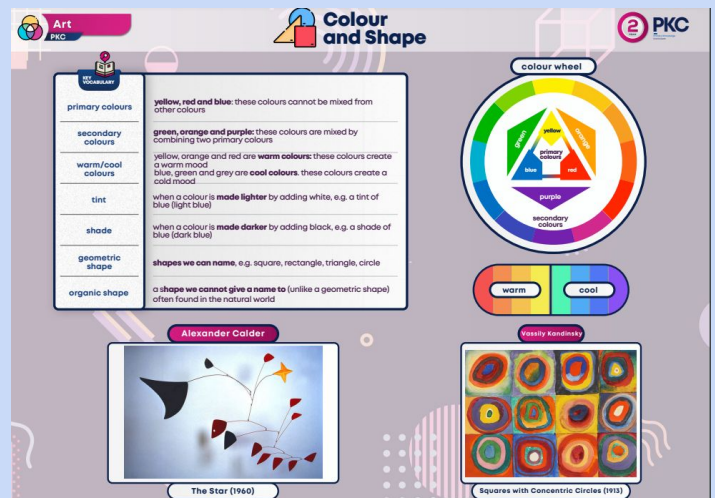 Art
PKC
Colour
and Shape
2
PKC
KEY
VOCABULARY
primary colours
yellow, red and blue: these colours cannot be mixed from
other colours
secondary
colours
green, orange and purple: these colours are mixed by
combining two primary colours
warm/cool
colours
yellow, orange and red are warm colours: these colours create
a warm mood
blue, green and grey are cool colours. these colours create a
cold mood
tint
when a colour is made lighter by adding white, e.g. a tint of
blue (light blue)
shade
when a colour is made darker by adding black, e.g. a shade of
blue (dark blue)
geometric
shape
shapes we can name, e.g. square, rectangle, triangle, circle
organic shape
a shape we cannot give a name to (unlike a geometric shape)
often found in the natural world
colour wheel
green
yellow
orange
primary
colours
blue
red
purple
secondary
colours
warm
cool
Alexander Calder
The Star (1960)
Vassily Kandinsky
Squares with Concentric Circles (1913)